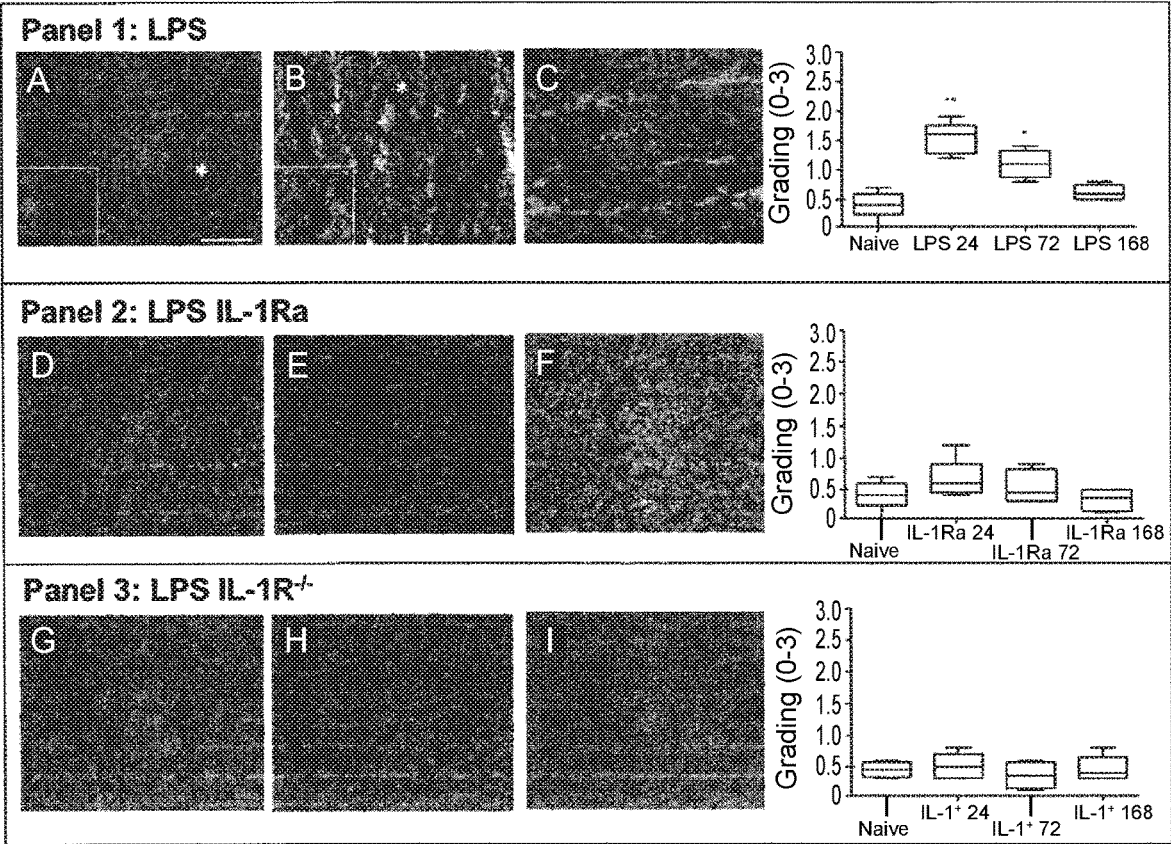 Panel 1: LPS
A
B
C
Grading (0-3)
3.0
2.5
2.0
1.5
1.0
0.5
0
Naive LPS 24 LPS 72 LPS 168
Panel 2: LPS IL-1Ra
D
E
F
Grading (0-3)
3.0
2.5
2.0
1.5
1.0
0.5
0
Naive IL-1Ra 24 IL-1Ra 72 IL-1Ra 168
Panel 3: LPS IL-1R-/-
G
H
I
Grading (0-3)
3.0
2.5
2.0
1.5
1.0
0.5
0
Naive IL-1+ 24 IL-1+ 72 IL-1+ 168